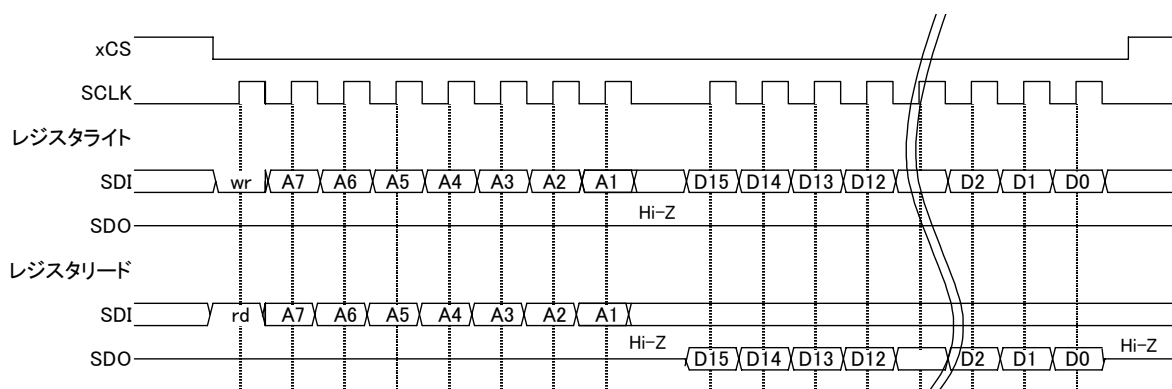 xCS
SCLK
レジスタライト
SDI wr A7 A6 A5 A4 A3 A2 A1 D15 D14 D13 D12 D2 D1 D0
Hi-Z
SDO
レジスタリード
SDI rd A7 A6 A5 A4 A3 A2 A1
Hi-Z Hi-Z
SDO D15 D14 D13 D12 D2 D1 D0